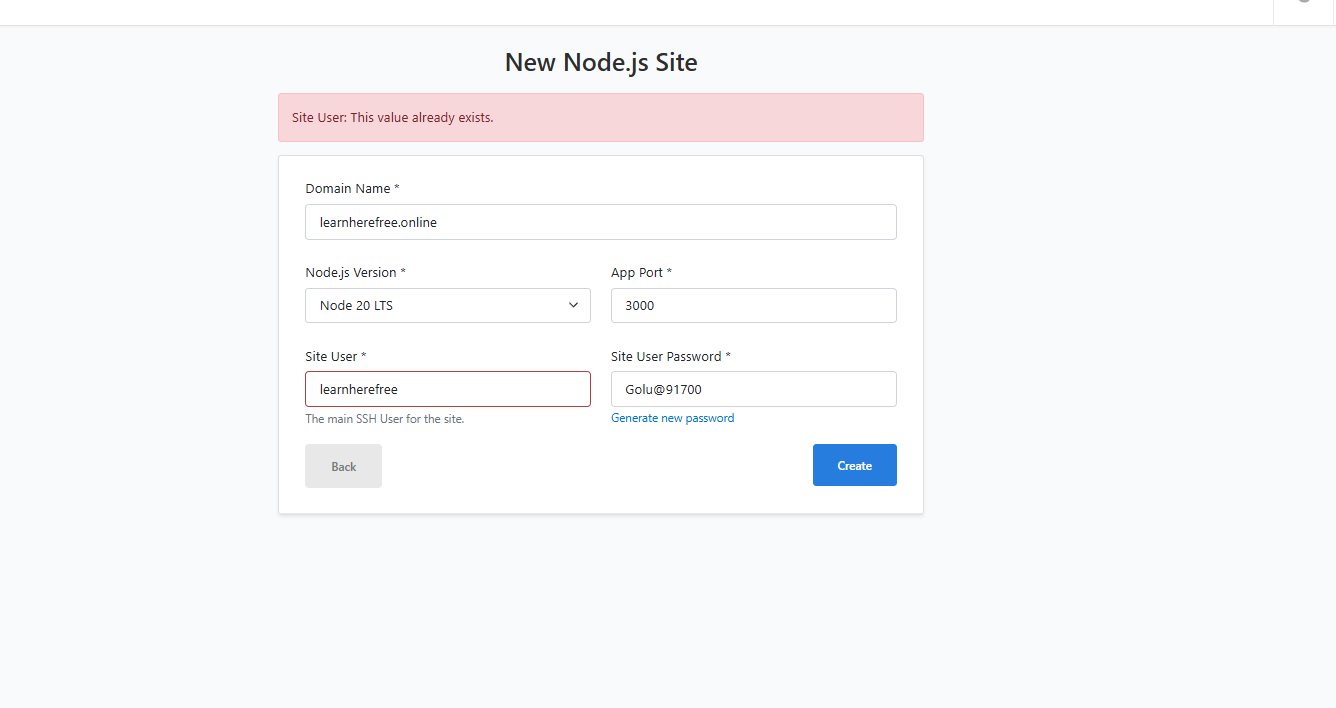 New Node.js Site
Site User: This value already exists.
Domain Name *
learnherefree.online
Node.js Version * App Port *
Node 20 LTS 3000
Site User * Site User Password *
learnherefree Golu@91700
The main SSH User for the site. Generate new password
Back Create